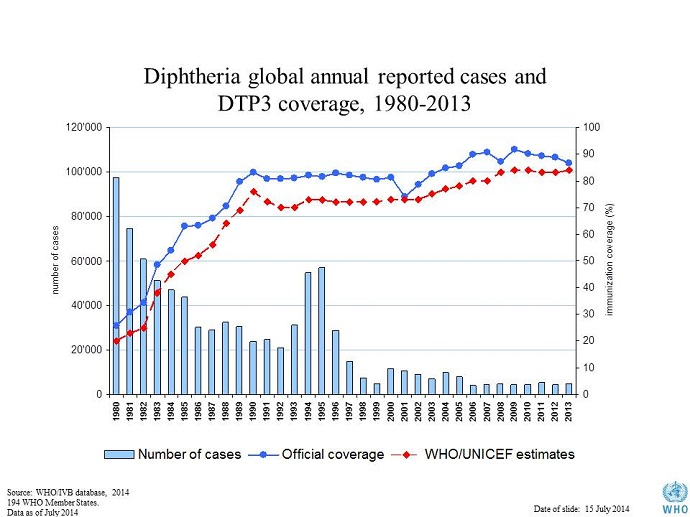 Diphtheria global annual reported cases and
DTP3 coverage, 1980-2013
120'000
100'000
80'000
60'000
40'000
20'000
0
number of cases
100
90
80
70
60
50
40
30
20
10
0
immunization coverage (%)
1980 1981 1982 1983 1984 1985 1986 1987 1988 1989 1990 1991 1992 1993 1994 1995 1996 1997 1998 1999 2000 2001 2002 2003 2004 2005 2006 2007 2008 2009 2010 2011 2012 2013
Number of cases Official coverage WHO/UNICEF estimates
Source: WHO/IVB database, 2014
194 WHO Member States.
Data as of July 2014
Date of slide: 15 July 2014
WHO